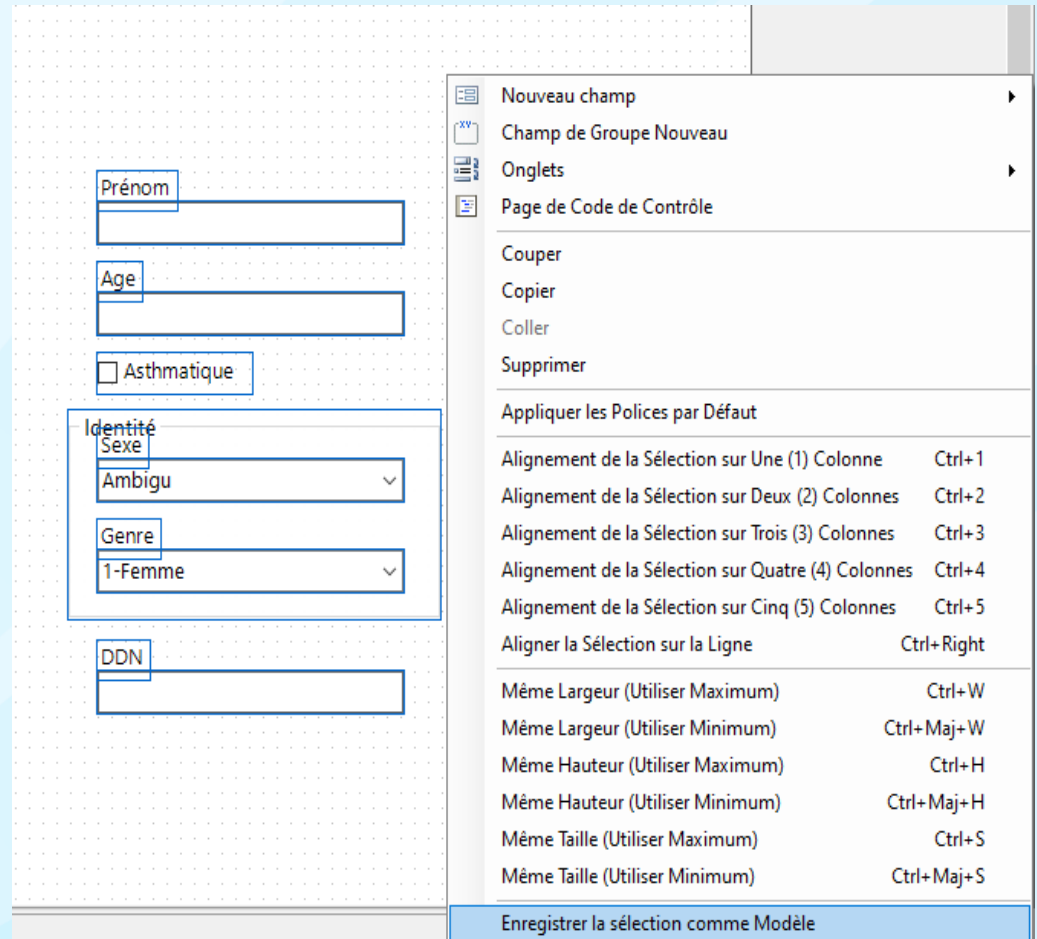 Prénom
Age
Asthmatique
Identité
Sexe
Ambigu
Genre
1-Femme
DDN
Nouveau champ
Champ de Groupe Nouveau
Onglets
Page de Code de Contrôle
Couper
Copier
Coller
Supprimer
Appliquer les Polices par Défaut
Alignement de la Sélection sur Une (1) Colonne Ctrl+1
Alignement de la Sélection sur Deux (2) Colonnes Ctrl+2
Alignement de la Sélection sur Trois (3) Colonnes Ctrl+3
Alignement de la Sélection sur Quatre (4) Colonnes Ctrl+4
Alignement de la Sélection sur Cinq (5) Colonnes Ctrl+5
Aligner la Sélection sur la Ligne Ctrl+Right
Même Largeur (Utiliser Maximum) Ctrl+W
Même Largeur (Utiliser Minimum) Ctrl+Maj+W
Même Hauteur (Utiliser Maximum) Ctrl+H
Même Hauteur (Utiliser Minimum) Ctrl+Maj+H
Même Taille (Utiliser Maximum) Ctrl+S
Même Taille (Utiliser Minimum) Ctrl+Maj+S
Enregistrer la sélection comme Modèle